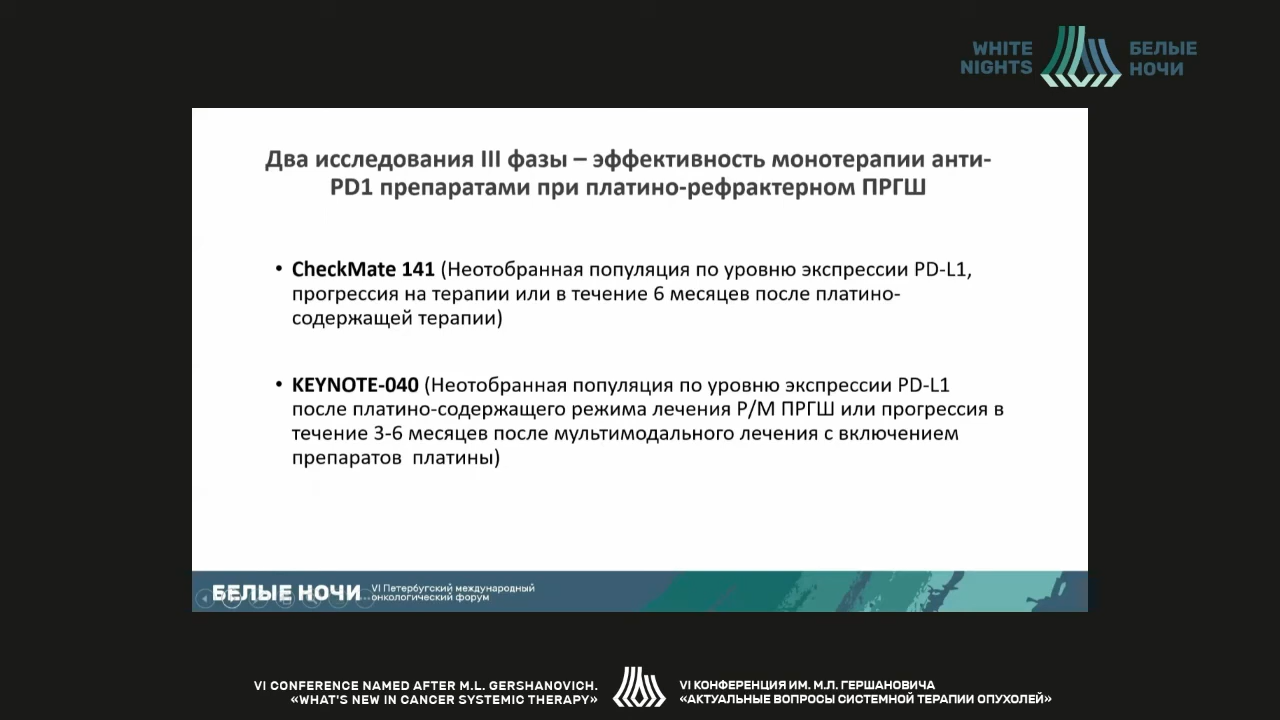 WHITE
NIGHTS
БЕЛЫЕ
НОЧИ
Два исследования III фазы – эффективность монотерапии анти-
PD1 препаратами при платино-рефрактерном ПРГШ
• CheckMate 141 (Неотобранная популяция по уровню экспрессии PD-L1,
прогрессия на терапии или в течение 6 месяцев после платино-
содержащей терапии)
• KEYNOTE-040 (Неотобранная популяция по уровню экспрессии PD-L1
после платино-содержащего режима лечения Р/М ПРГШ или прогрессия в
течение 3-6 месяцев после мультимодального лечения с включением
препаратов платины)
БЕЛЫЕ НОЧИ
VI Петербургский международный
онкологический форум
VI CONFERENCE NAMED AFTER M.L. GERSHANOVICH.
«WHAT'S NEW IN CANCER SYSTEMIC THERAPY»
VI КОНФЕРЕНЦИЯ ИМ. М.Л. ГЕРШАНОВИЧА
«АКТУАЛЬНЫЕ ВОПРОСЫ СИСТЕМНОЙ ТЕРАПИИ ОПУХОЛЕЙ»